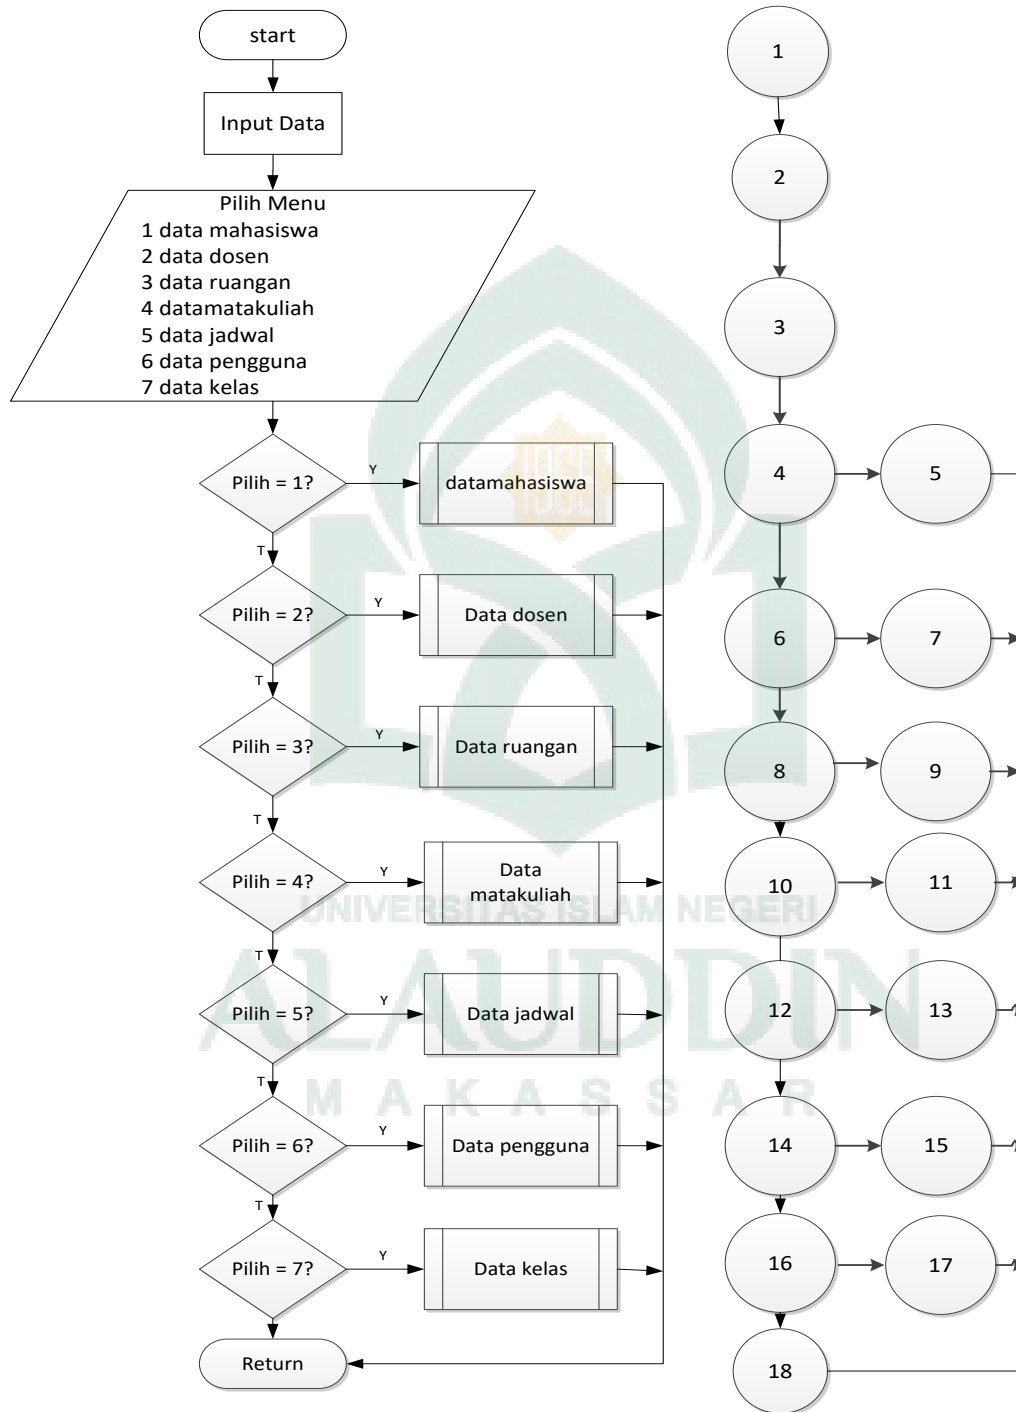 start
Input Data
Pilih Menu
1 data mahasiswa
2 data dosen
3 data ruangan
4 datamatakuliah
5 data jadwal
6 data pengguna
7 data kelas
Pilih = 1?
Y
datamahasiswa
T
Pilih = 2?
Y
Data dosen
T
Pilih = 3?
Y
Data ruangan
T
Pilih = 4?
Y
Data
matakuliah
T
Pilih = 5?
Y
Data jadwal
T
Pilih = 6?
Y
Data pengguna
T
Pilih = 7?
Y
Data kelas
Return
1
2
3
4
5
6
7
8
9
10
11
12
13
14
15
16
17
18
UNIVERSITAS ISLAM NEGERI
ALAUDDIN
MAKASSAR